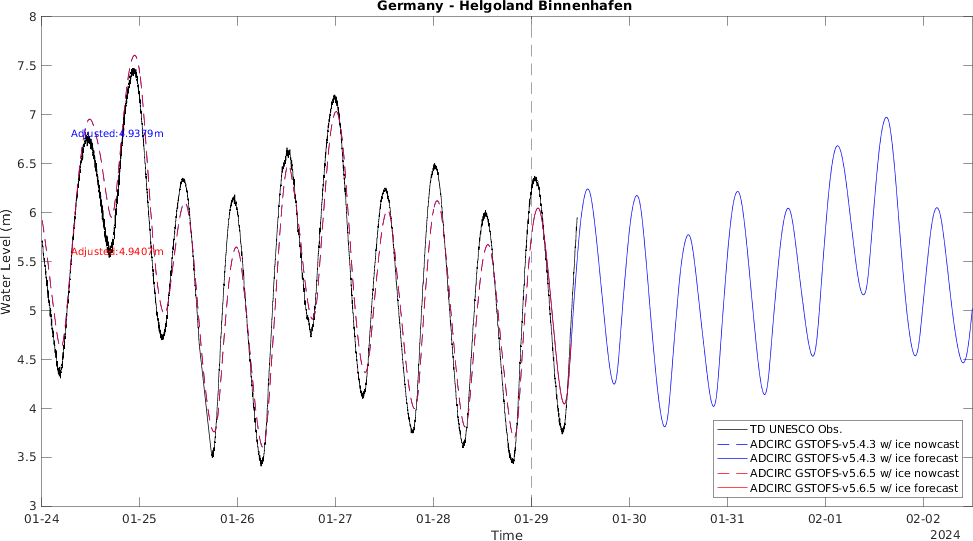 Germany - Helgoland Binnenhafen
8
7.5
7
6.5
6
5.5
5
4.5
4
3.5
3
Water Level (m)
Adjusted:4.9379m
Adjusted:4.9407m
TD UNESCO Obs.
ADCIRC GSTOFS-v5.4.3 w/ ice nowcast
ADCIRC GSTOFS-v5.4.3 w/ ice forecast
ADCIRC GSTOFS-v5.6.5 w/ ice nowcast
ADCIRC GSTOFS-v5.6.5 w/ ice forecast
01-24 01-25 01-26 01-27 01-28 01-29 01-30 01-31 02-01 02-02
Time
2024